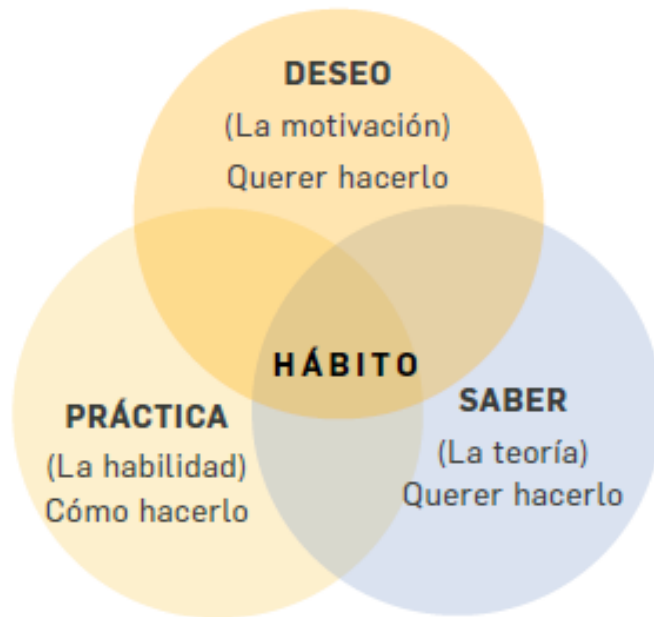 DESEO
(La motivación)
Querer hacerlo
HÁBITO
PRÁCTICA
(La habilidad)
Cómo hacerlo
SABER
(La teoría)
Querer hacerlo